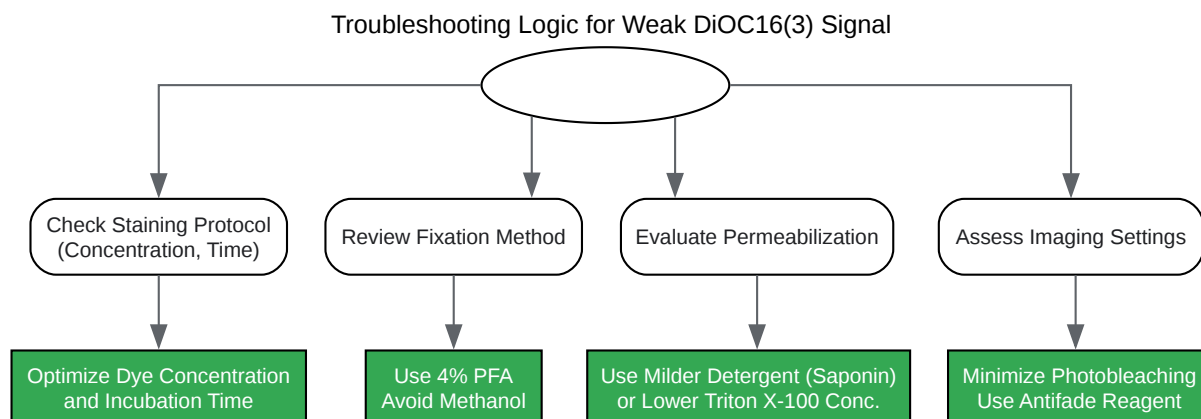 Troubleshooting Logic for Weak DiOC16(3) Signal
Check Staining Protocol
(Concentration, Time)
Review Fixation Method
Evaluate Permeabilization
Assess Imaging Settings
Optimize Dye Concentration
and Incubation Time
Use 4% PFA
Avoid Methanol
Use Milder Detergent (Saponin)
or Lower Triton X-100 Conc.
Minimize Photobleaching
Use Antifade Reagent